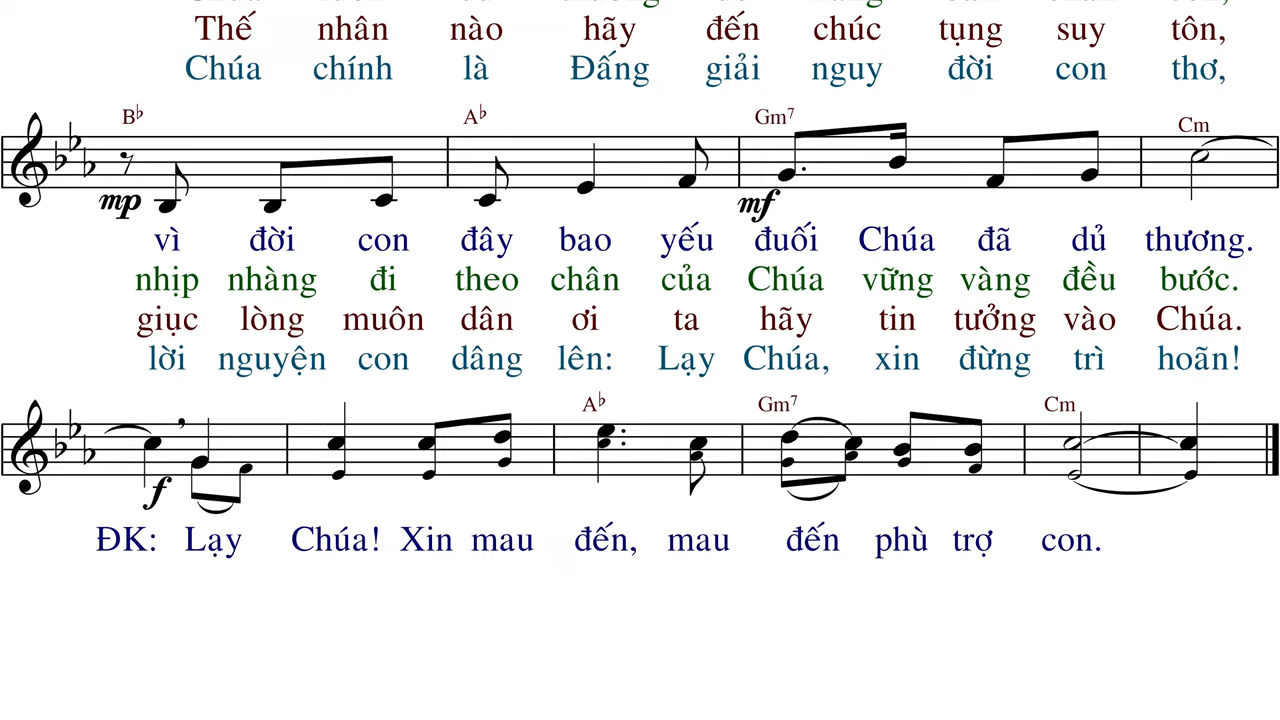 Thế nhân nào hãy đến chúc tụng suy tôn,
Chúa chính là Đấng giải nguy đời con thơ,
B♭ A♭ Gm7 Cm
mp mf
vì đời con đây bao yếu đuối Chúa đã dủ thương.
nhịp nhàng đi theo chân của Chúa vững vàng đều bước.
giục lòng muôn dân ơi ta hãy tin tưởng vào Chúa.
lời nguyện con dâng lên: Lạy Chúa, xin đừng trì hoãn!
A♭ Gm7 Cm
f
ĐK: Lạy Chúa! Xin mau đến, mau đến phù trợ con.